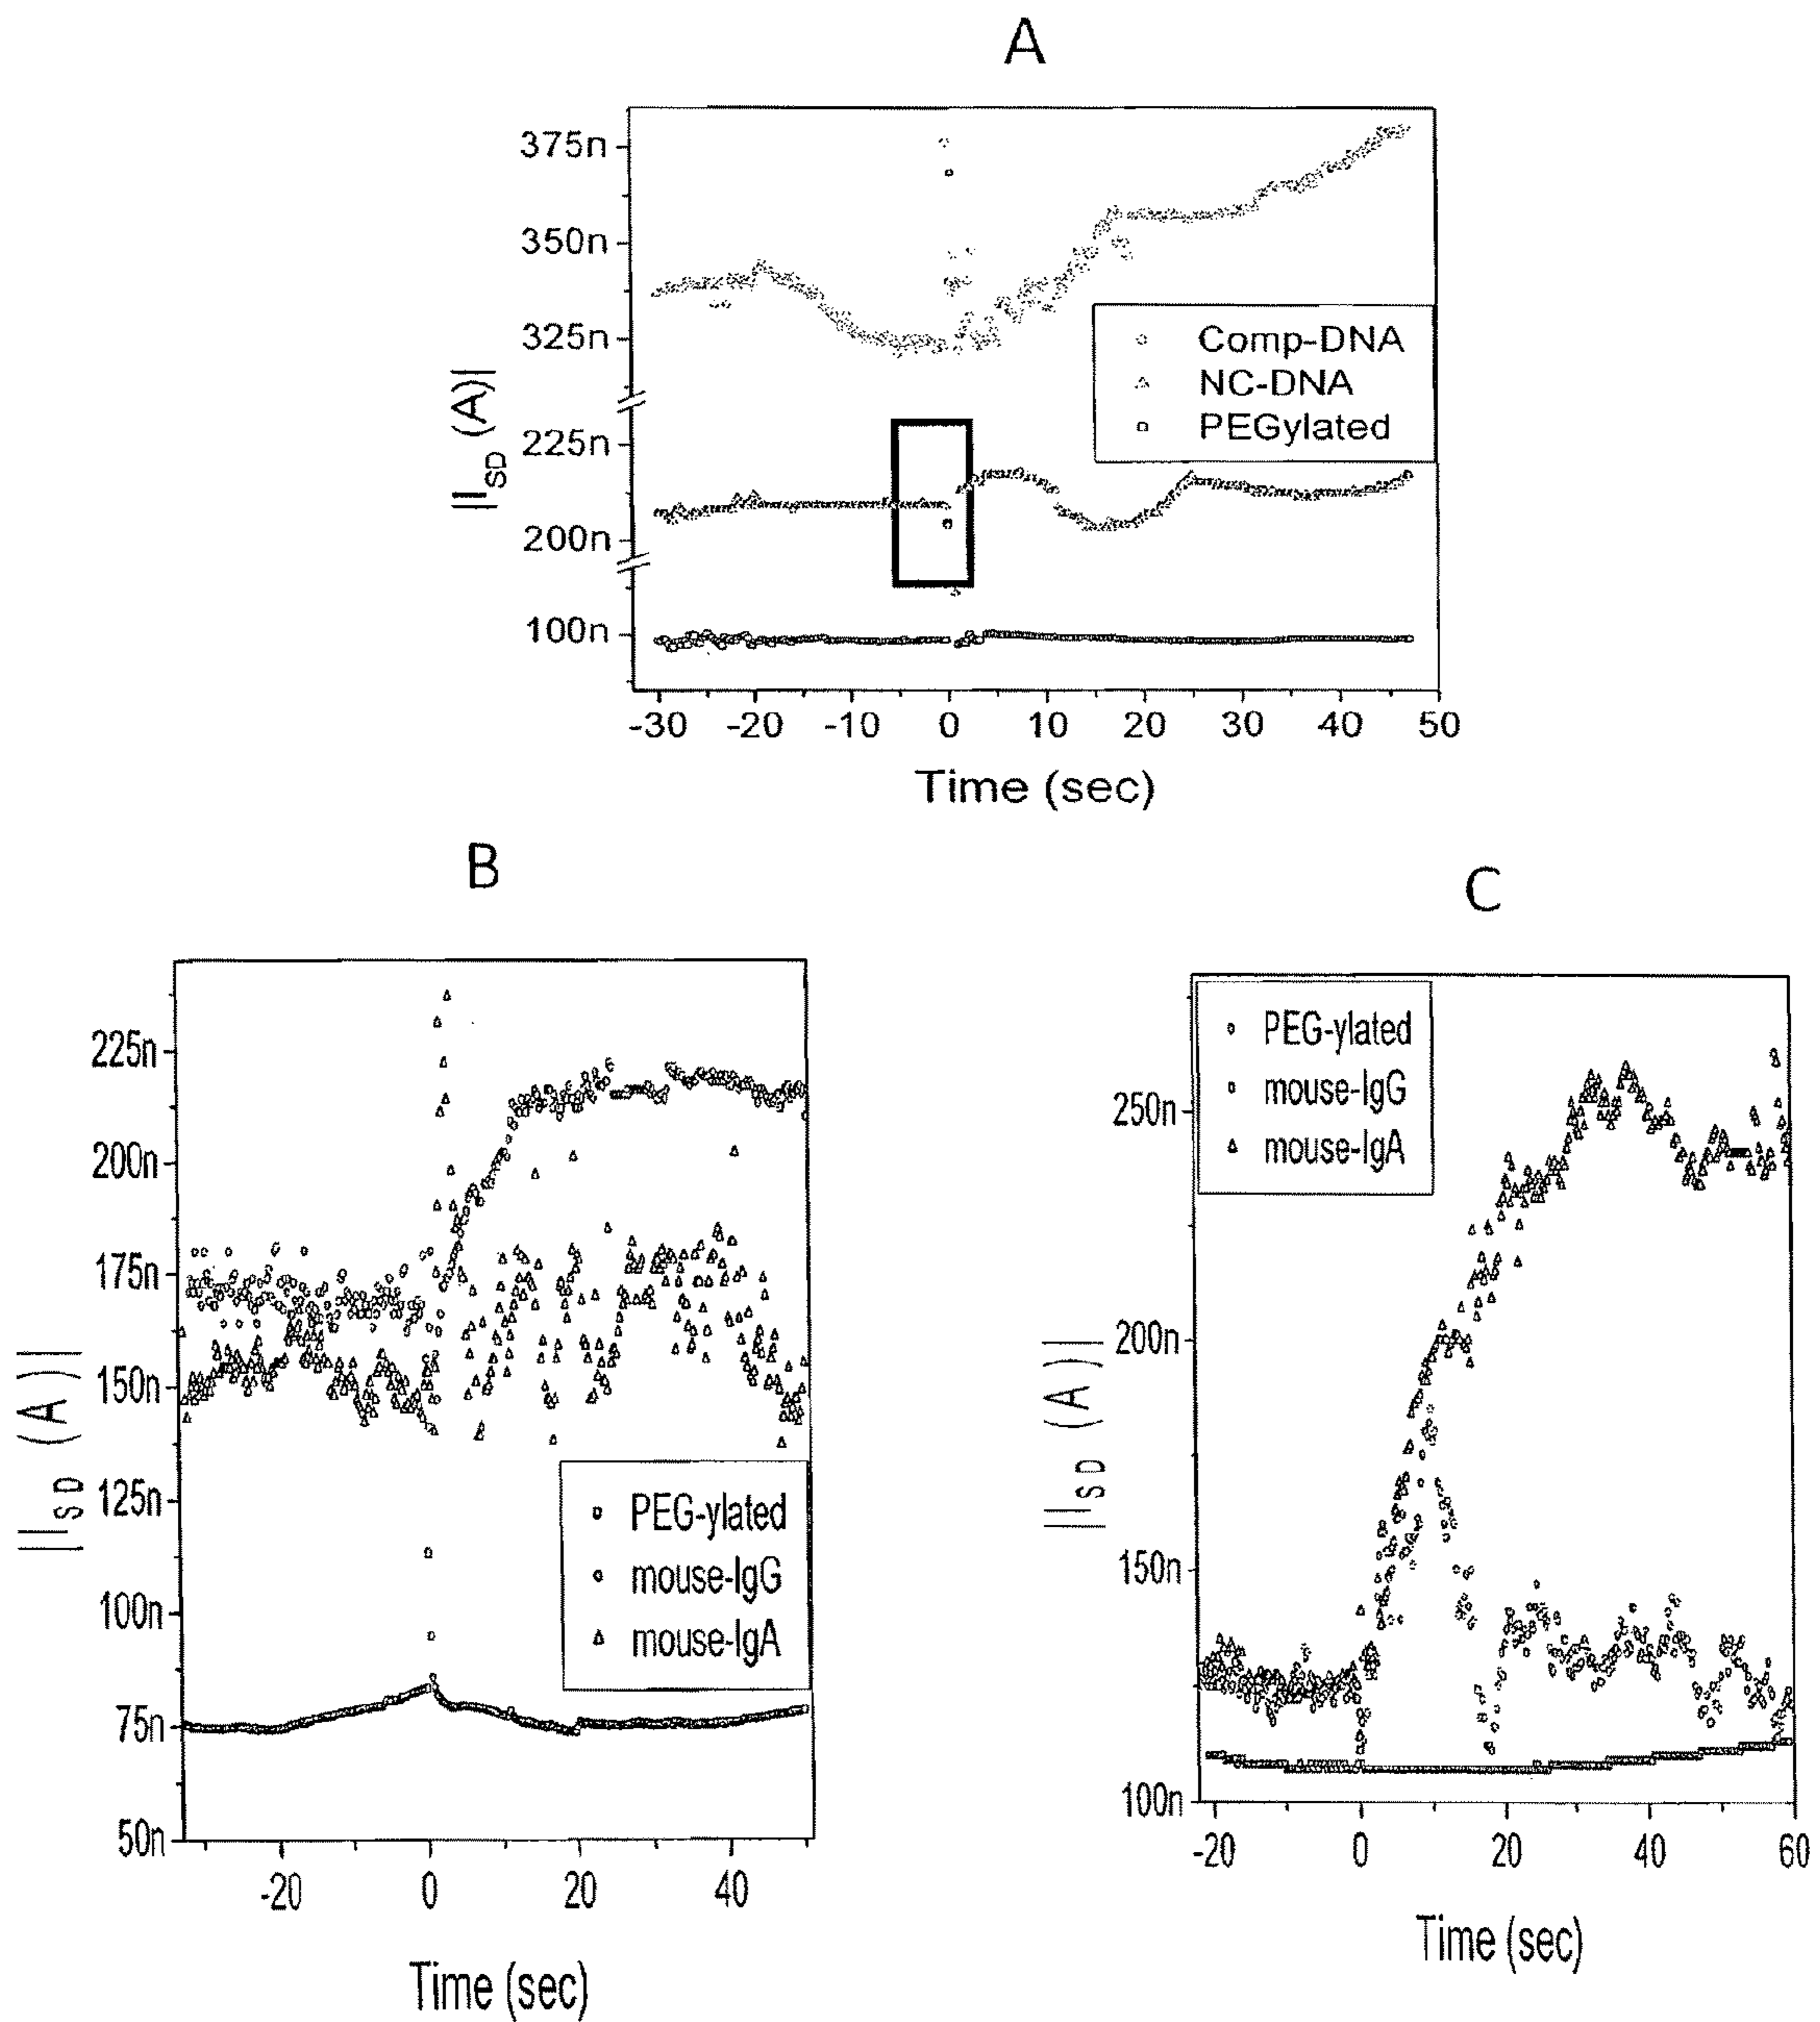 A
375n
350n
325n
225n
200n
100n
|I_SD (A)|
Comp-DNA
NC-DNA
PEGylated
-30 -20 -10 0 10 20 30 40 50
Time (sec)
B
225n
200n
175n
150n
125n
100n
75n
50n
|I_SD (A)|
PEG-ylated
mouse-IgG
mouse-IgA
-20 0 20 40
Time (sec)
C
250n
200n
150n
100n
|I_SD (A)|
PEG-ylated
mouse-IgG
mouse-IgA
-20 0 20 40 60
Time (sec)